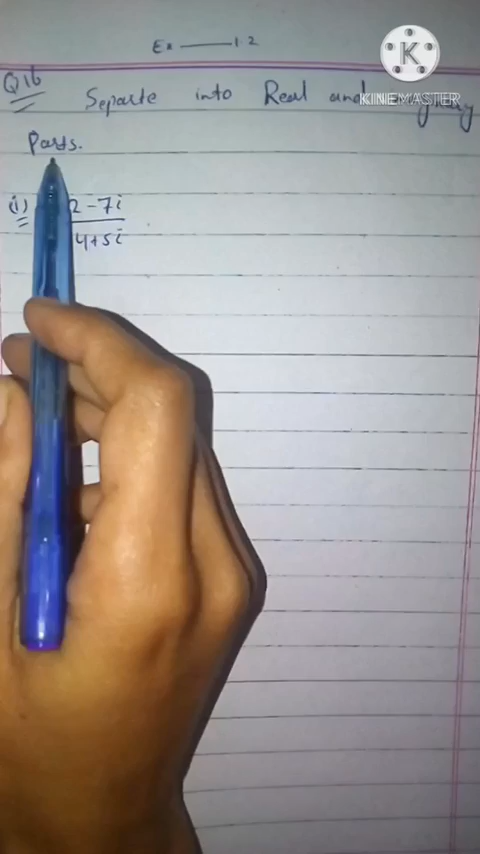 Ex ——— 1.2
Q16 Separte into Real and
Parts.
(i) 2-7i
4+5i
K
KINEMASTER